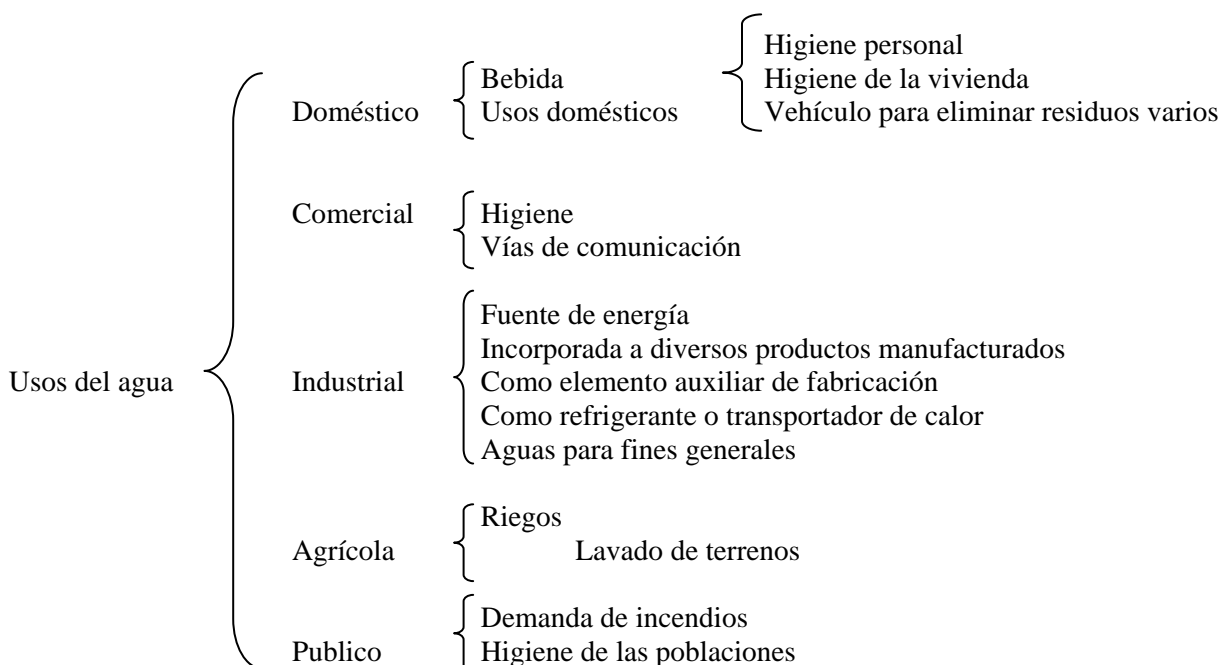 Higiene personal
Bebida Higiene de la vivienda
Doméstico Usos domésticos Vehículo para eliminar residuos varios
Comercial Higiene
Vías de comunicación
Fuente de energía
Incorporada a diversos productos manufacturados
Usos del agua Industrial Como elemento auxiliar de fabricación
Como refrigerante o transportador de calor
Aguas para fines generales
Riegos
Agrícola Lavado de terrenos
Demanda de incendios
Publico Higiene de las poblaciones